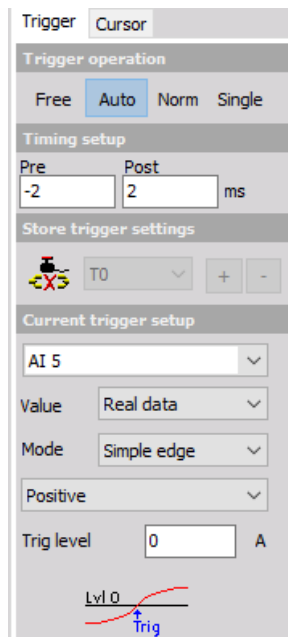 Trigger Cursor
Trigger operation
Free Auto Norm Single
Timing setup
Pre Post
-2 2 ms
Store trigger settings
T0 + -
Current trigger setup
AI 5
Value Real data
Mode Simple edge
Positive
Trig level 0 A
Lvl 0
Trig